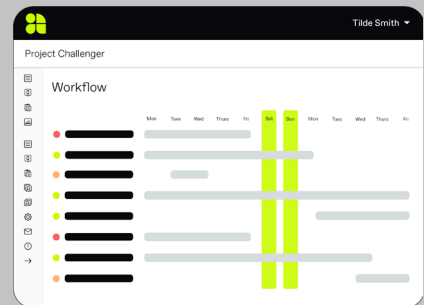 Tilde Smith
Project Challenger
Workflow
Mon Tues Wed Thurs Fri Sat Sun Mon Tues Wed Thurs Fri